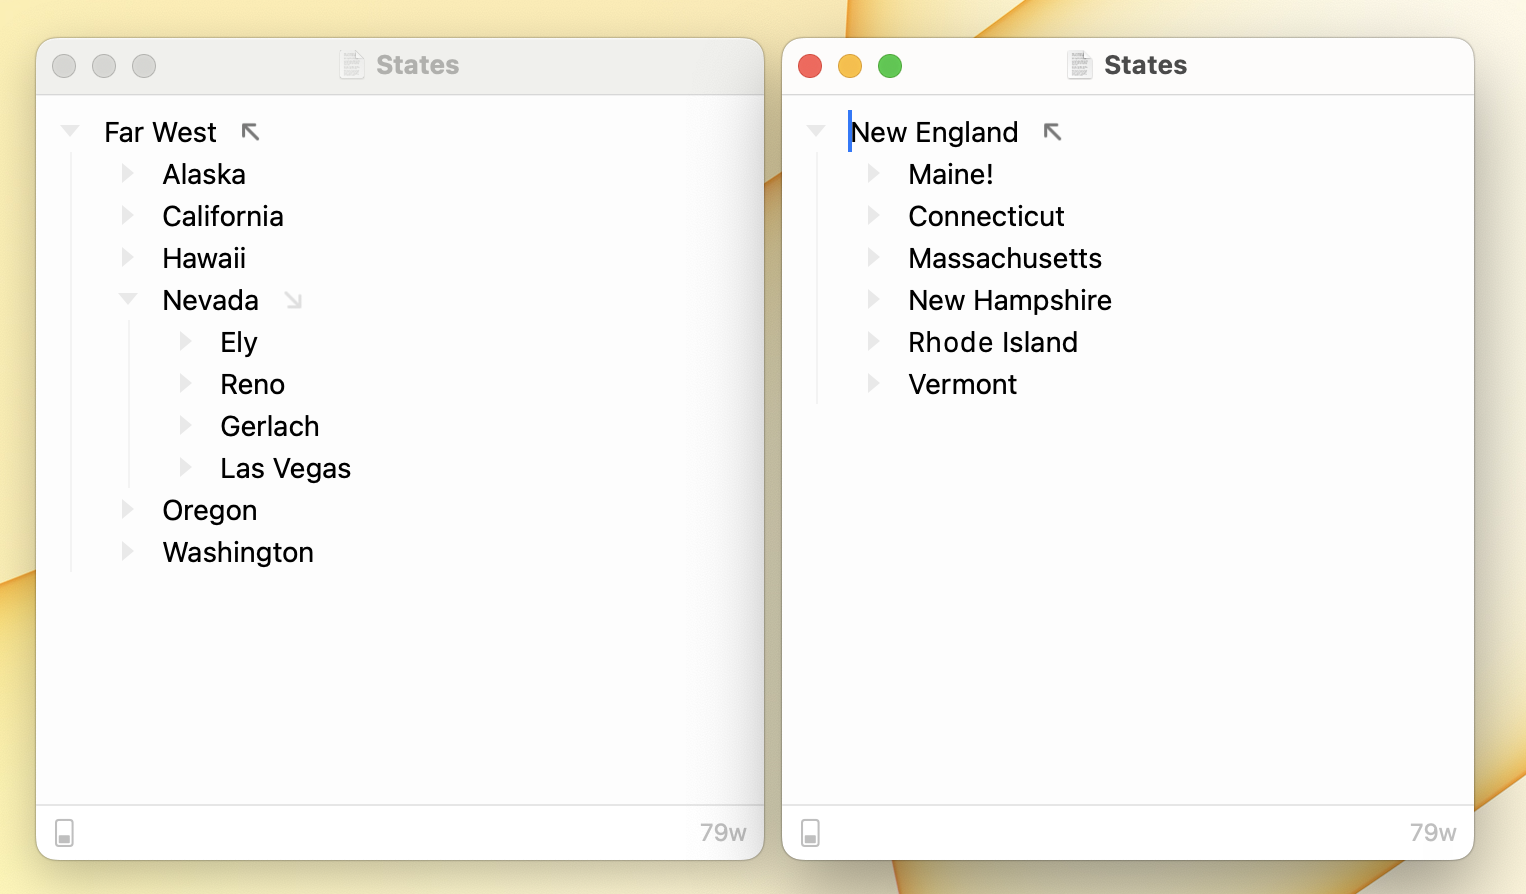 States
Far West
Alaska
California
Hawaii
Nevada
Ely
Reno
Gerlach
Las Vegas
Oregon
Washington
79w
States
New England
Maine!
Connecticut
Massachusetts
New Hampshire
Rhode Island
Vermont
79w